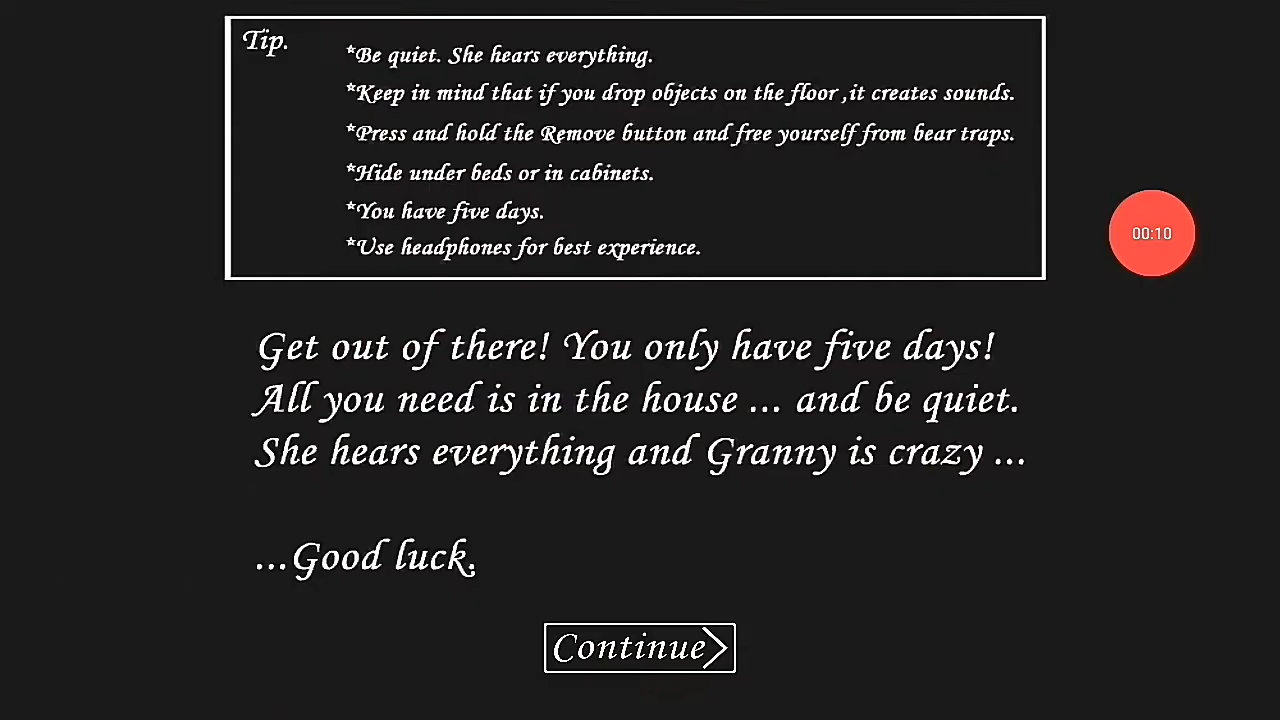 Tip.
*Be quiet. She hears everything.
*Keep in mind that if you drop objects on the floor ,it creates sounds.
*Press and hold the Remove button and free yourself from bear traps.
*Hide under beds or in cabinets.
*You have five days.
*Use headphones for best experience.
00:10
Get out of there! You only have five days!
All you need is in the house ... and be quiet.
She hears everything and Granny is crazy ...
...Good luck.
Continue